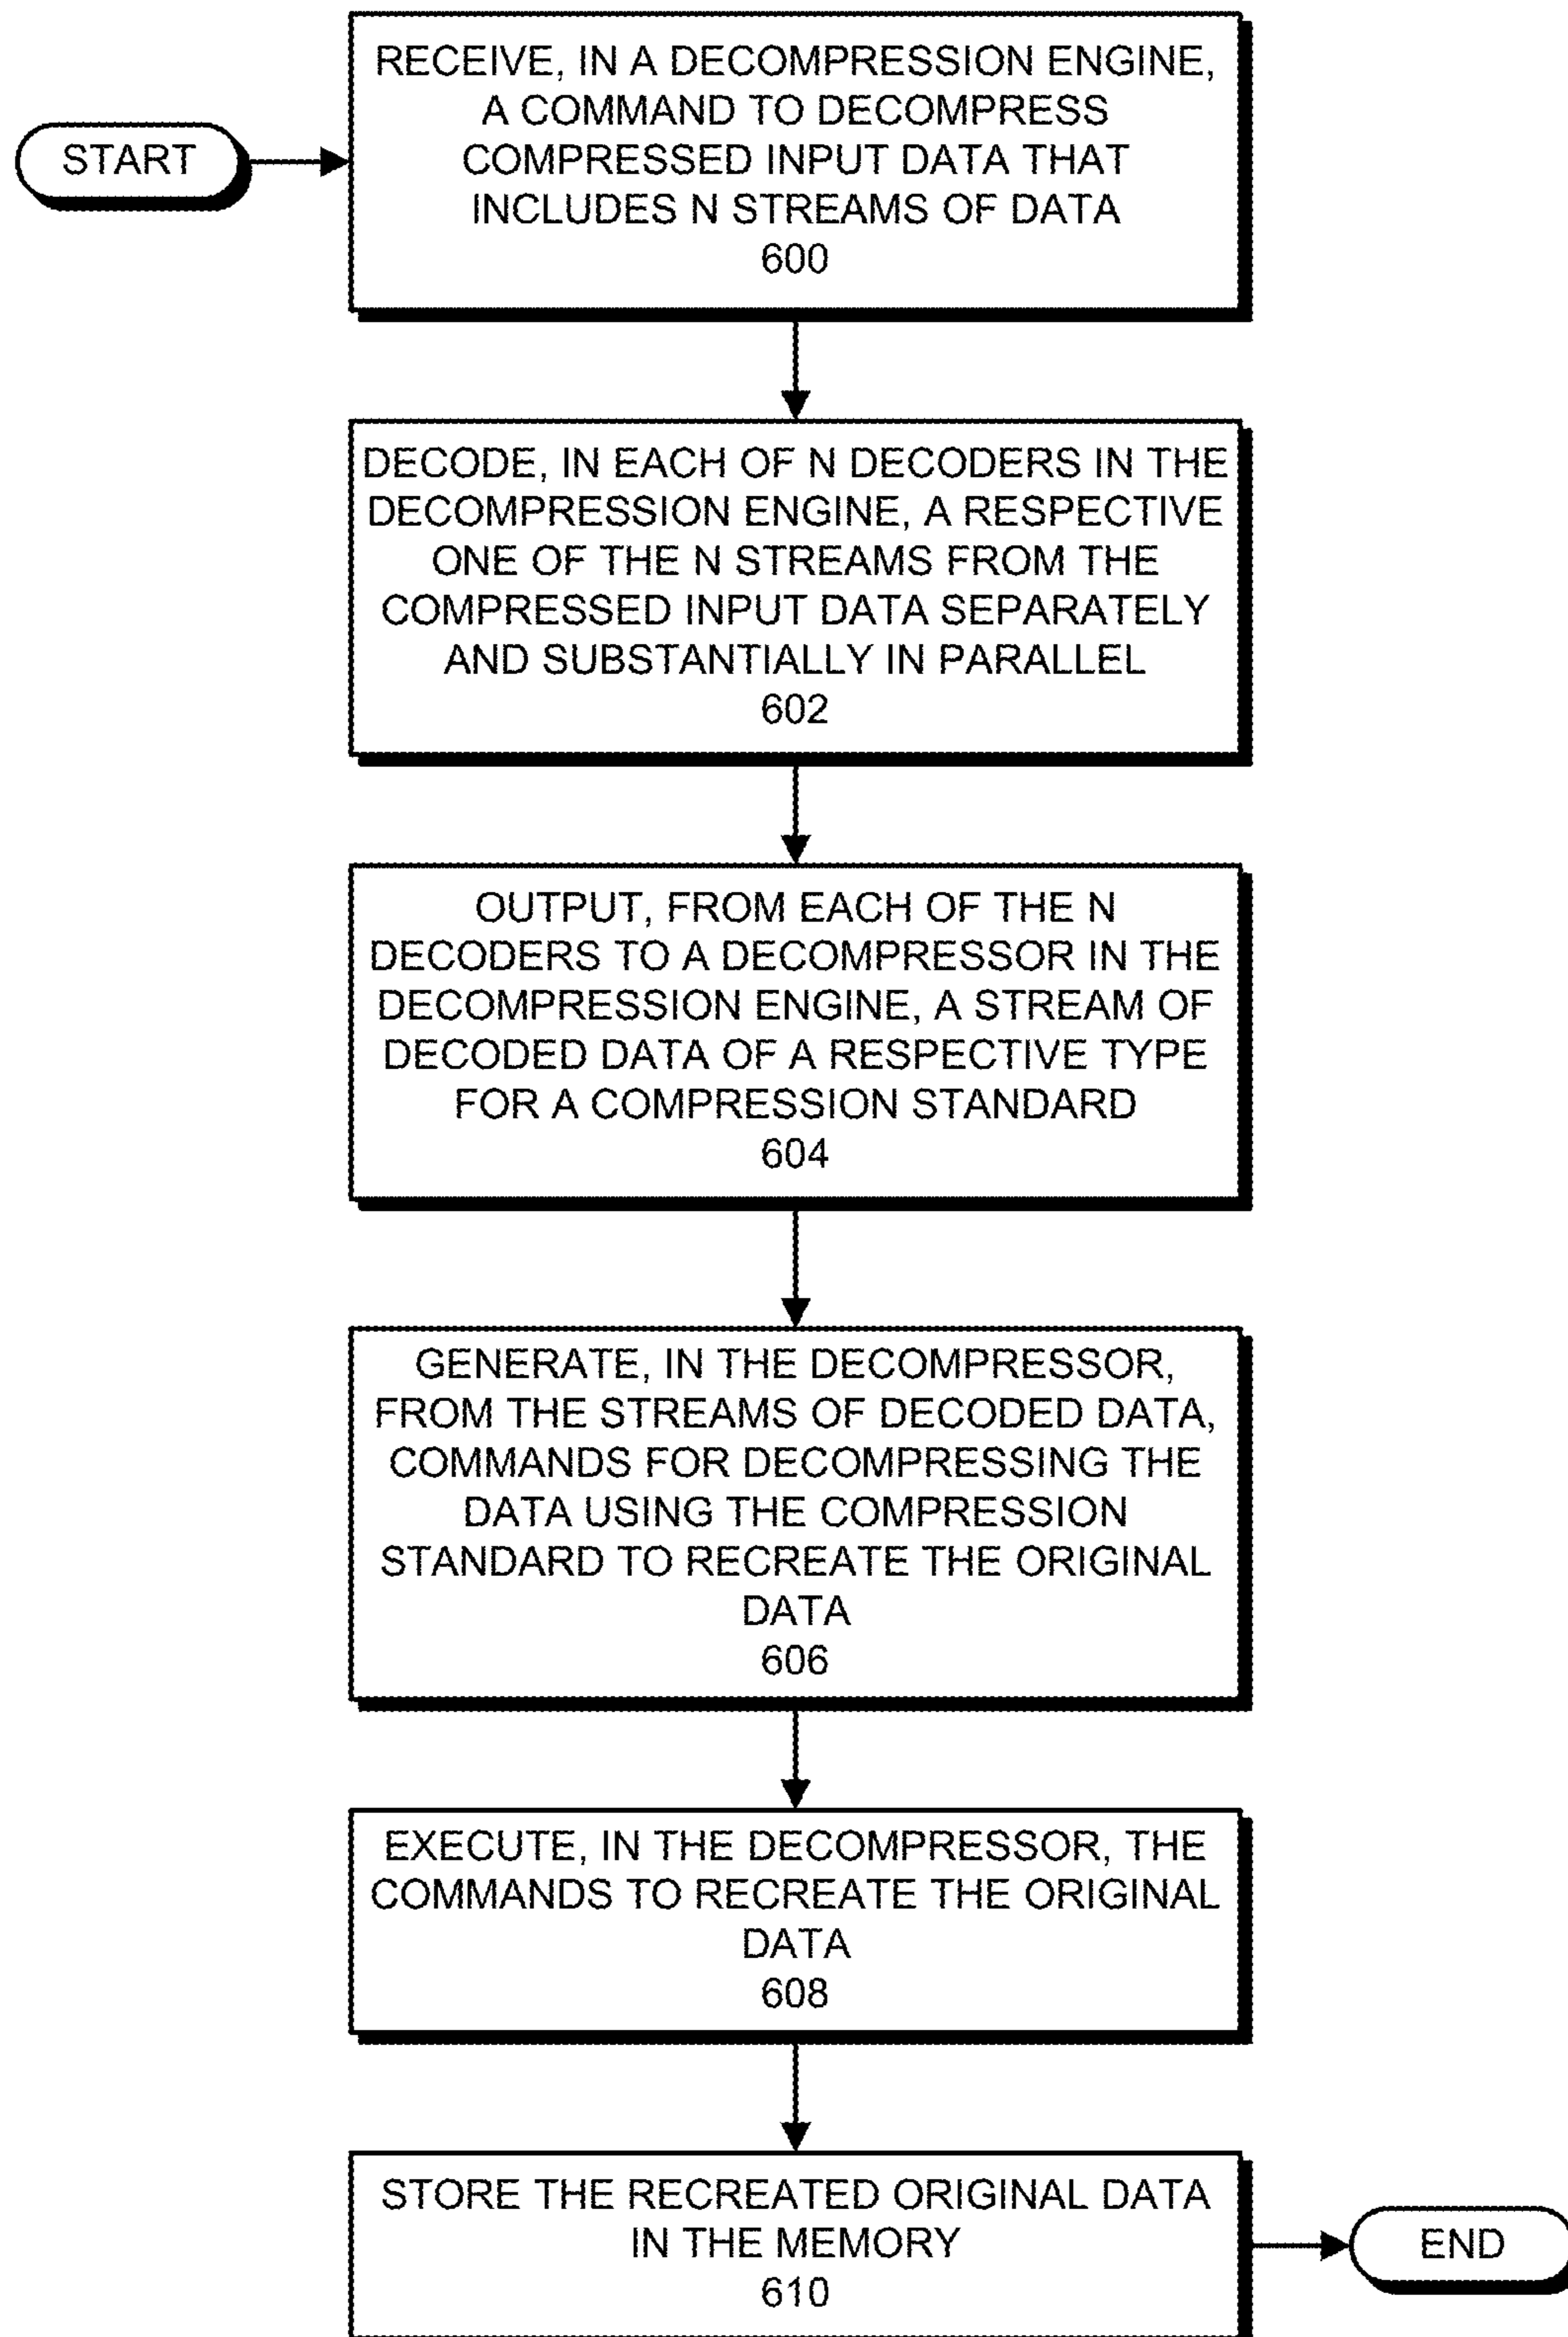 START
RECEIVE, IN A DECOMPRESSION ENGINE,
A COMMAND TO DECOMPRESS
COMPRESSED INPUT DATA THAT
INCLUDES N STREAMS OF DATA
600
DECODE, IN EACH OF N DECODERS IN THE
DECOMPRESSION ENGINE, A RESPECTIVE
ONE OF THE N STREAMS FROM THE
COMPRESSED INPUT DATA SEPARATELY
AND SUBSTANTIALLY IN PARALLEL
602
OUTPUT, FROM EACH OF THE N
DECODERS TO A DECOMPRESSOR IN THE
DECOMPRESSION ENGINE, A STREAM OF
DECODED DATA OF A RESPECTIVE TYPE
FOR A COMPRESSION STANDARD
604
GENERATE, IN THE DECOMPRESSOR,
FROM THE STREAMS OF DECODED DATA,
COMMANDS FOR DECOMPRESSING THE
DATA USING THE COMPRESSION
STANDARD TO RECREATE THE ORIGINAL
DATA
606
EXECUTE, IN THE DECOMPRESSOR, THE
COMMANDS TO RECREATE THE ORIGINAL
DATA
608
STORE THE RECREATED ORIGINAL DATA
IN THE MEMORY
610
END